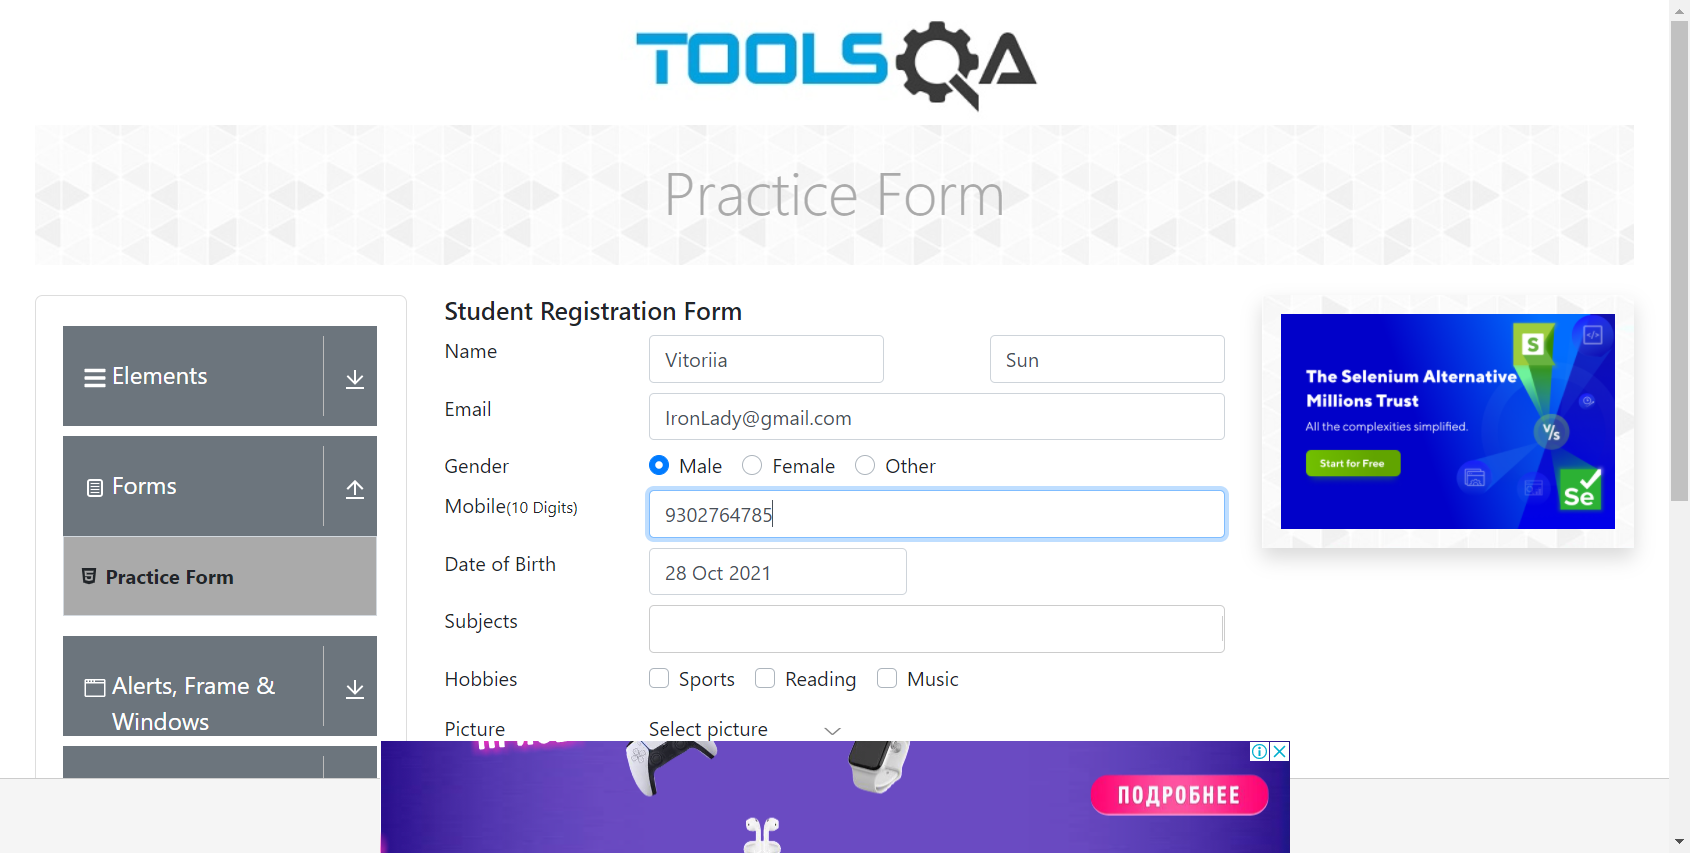 TOOLSQA
Practice Form
Elements
Forms
Practice Form
Alerts, Frame &
Windows
Student Registration Form
Name
Vitoriia
Sun
Email
IronLady@gmail.com
Gender
Male
Female
Other
Mobile(10 Digits)
9302764785
Date of Birth
28 Oct 2021
Subjects
Hobbies
Sports
Reading
Music
Picture
Select picture
The Selenium Alternative
Millions Trust
All the complexities simplified.
Start for Free
S
</>
V/s
Se
ПОДРОБНЕЕ